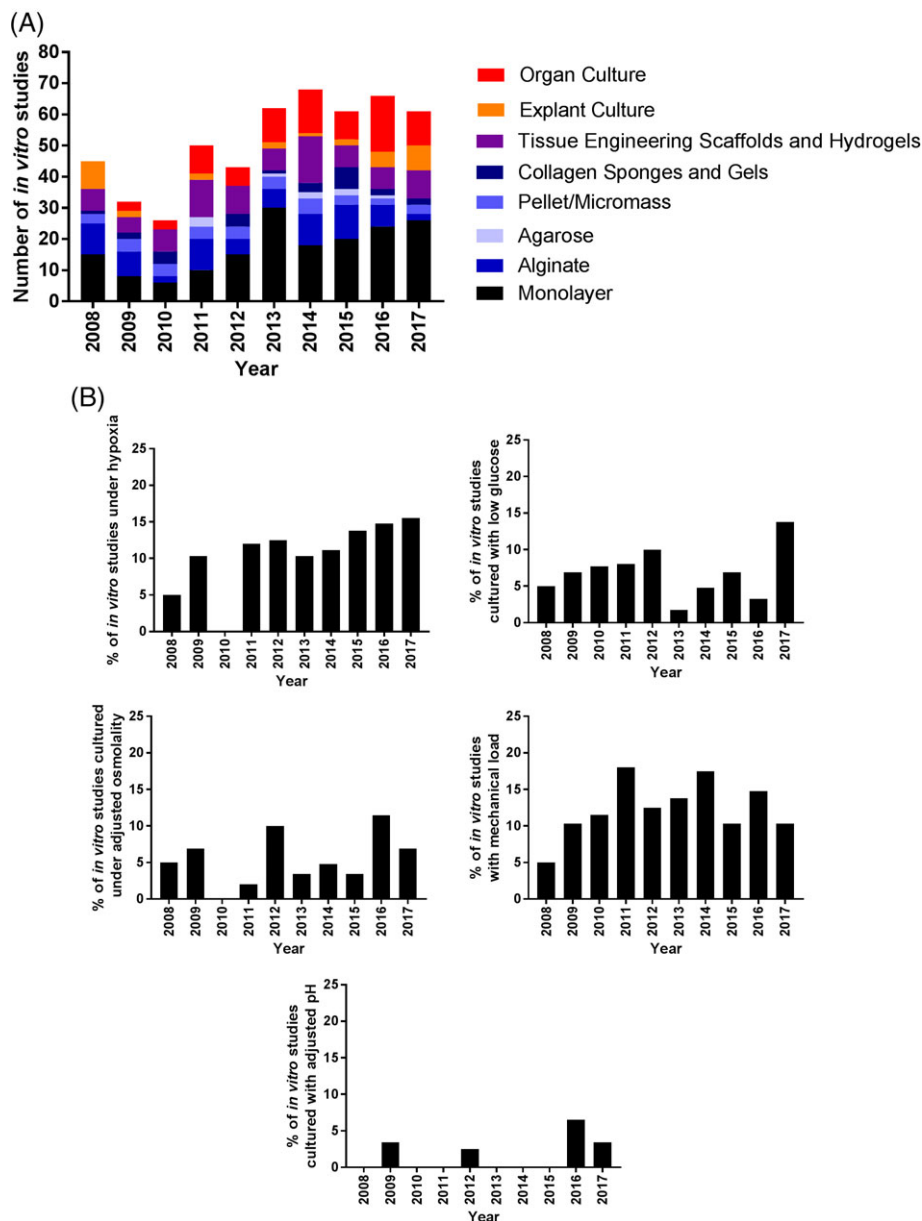 (A)
Number of in vitro studies
80
70
60
50
40
30
20
10
0
2008 2009 2010 2011 2012 2013 2014 2015 2016 2017
Year
Organ Culture
Explant Culture
Tissue Engineering Scaffolds and Hydrogels
Collagen Sponges and Gels
Pellet/Micromass
Agarose
Alginate
Monolayer
(B)
% of in vitro studies under hypoxia
25
20
15
10
5
0
2008 2009 2010 2011 2012 2013 2014 2015 2016 2017
Year
% of in vitro studies
cultured with low glucose
25
20
15
10
5
0
2008 2009 2010 2011 2012 2013 2014 2015 2016 2017
Year
% of in vitro studies cultured
under adjusted osmolality
25
20
15
10
5
0
2008 2009 2010 2011 2012 2013 2014 2015 2016 2017
Year
% of in vitro studies
with mechanical load
25
20
15
10
5
0
2008 2009 2010 2011 2012 2013 2014 2015 2016 2017
Year
% of in vitro studies
cultured with adjusted pH
25
20
15
10
5
0
2008 2009 2010 2011 2012 2013 2014 2015 2016 2017
Year